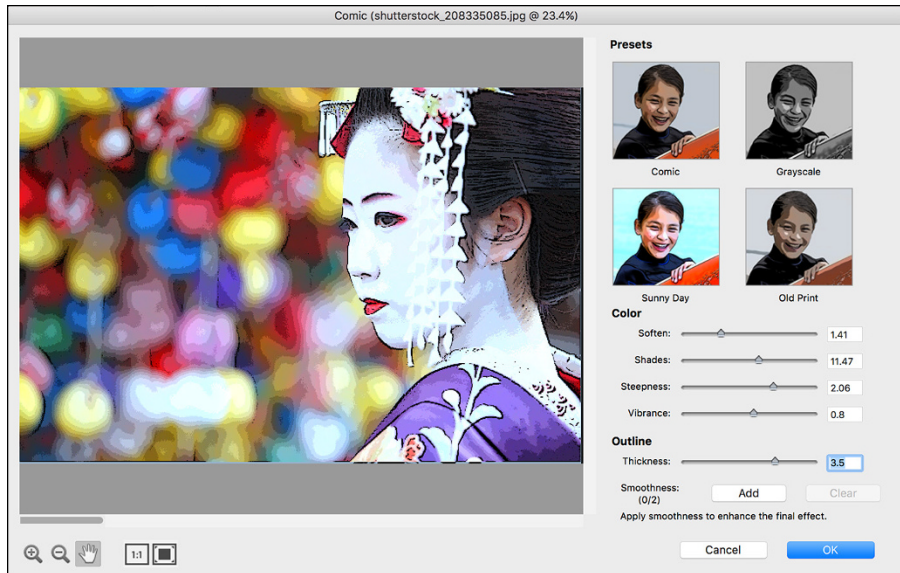 Comic (shutterstock_208335085.jpg @ 23.4%)
Presets
Comic
Grayscale
Sunny Day
Old Print
Color
Soften: 1.41
Shades: 11.47
Steepness: 2.06
Vibrance: 0.8
Outline
Thickness: 3.5
Smoothness:
(0/2)
Add
Clear
Apply smoothness to enhance the final effect.
1:1
Cancel
OK